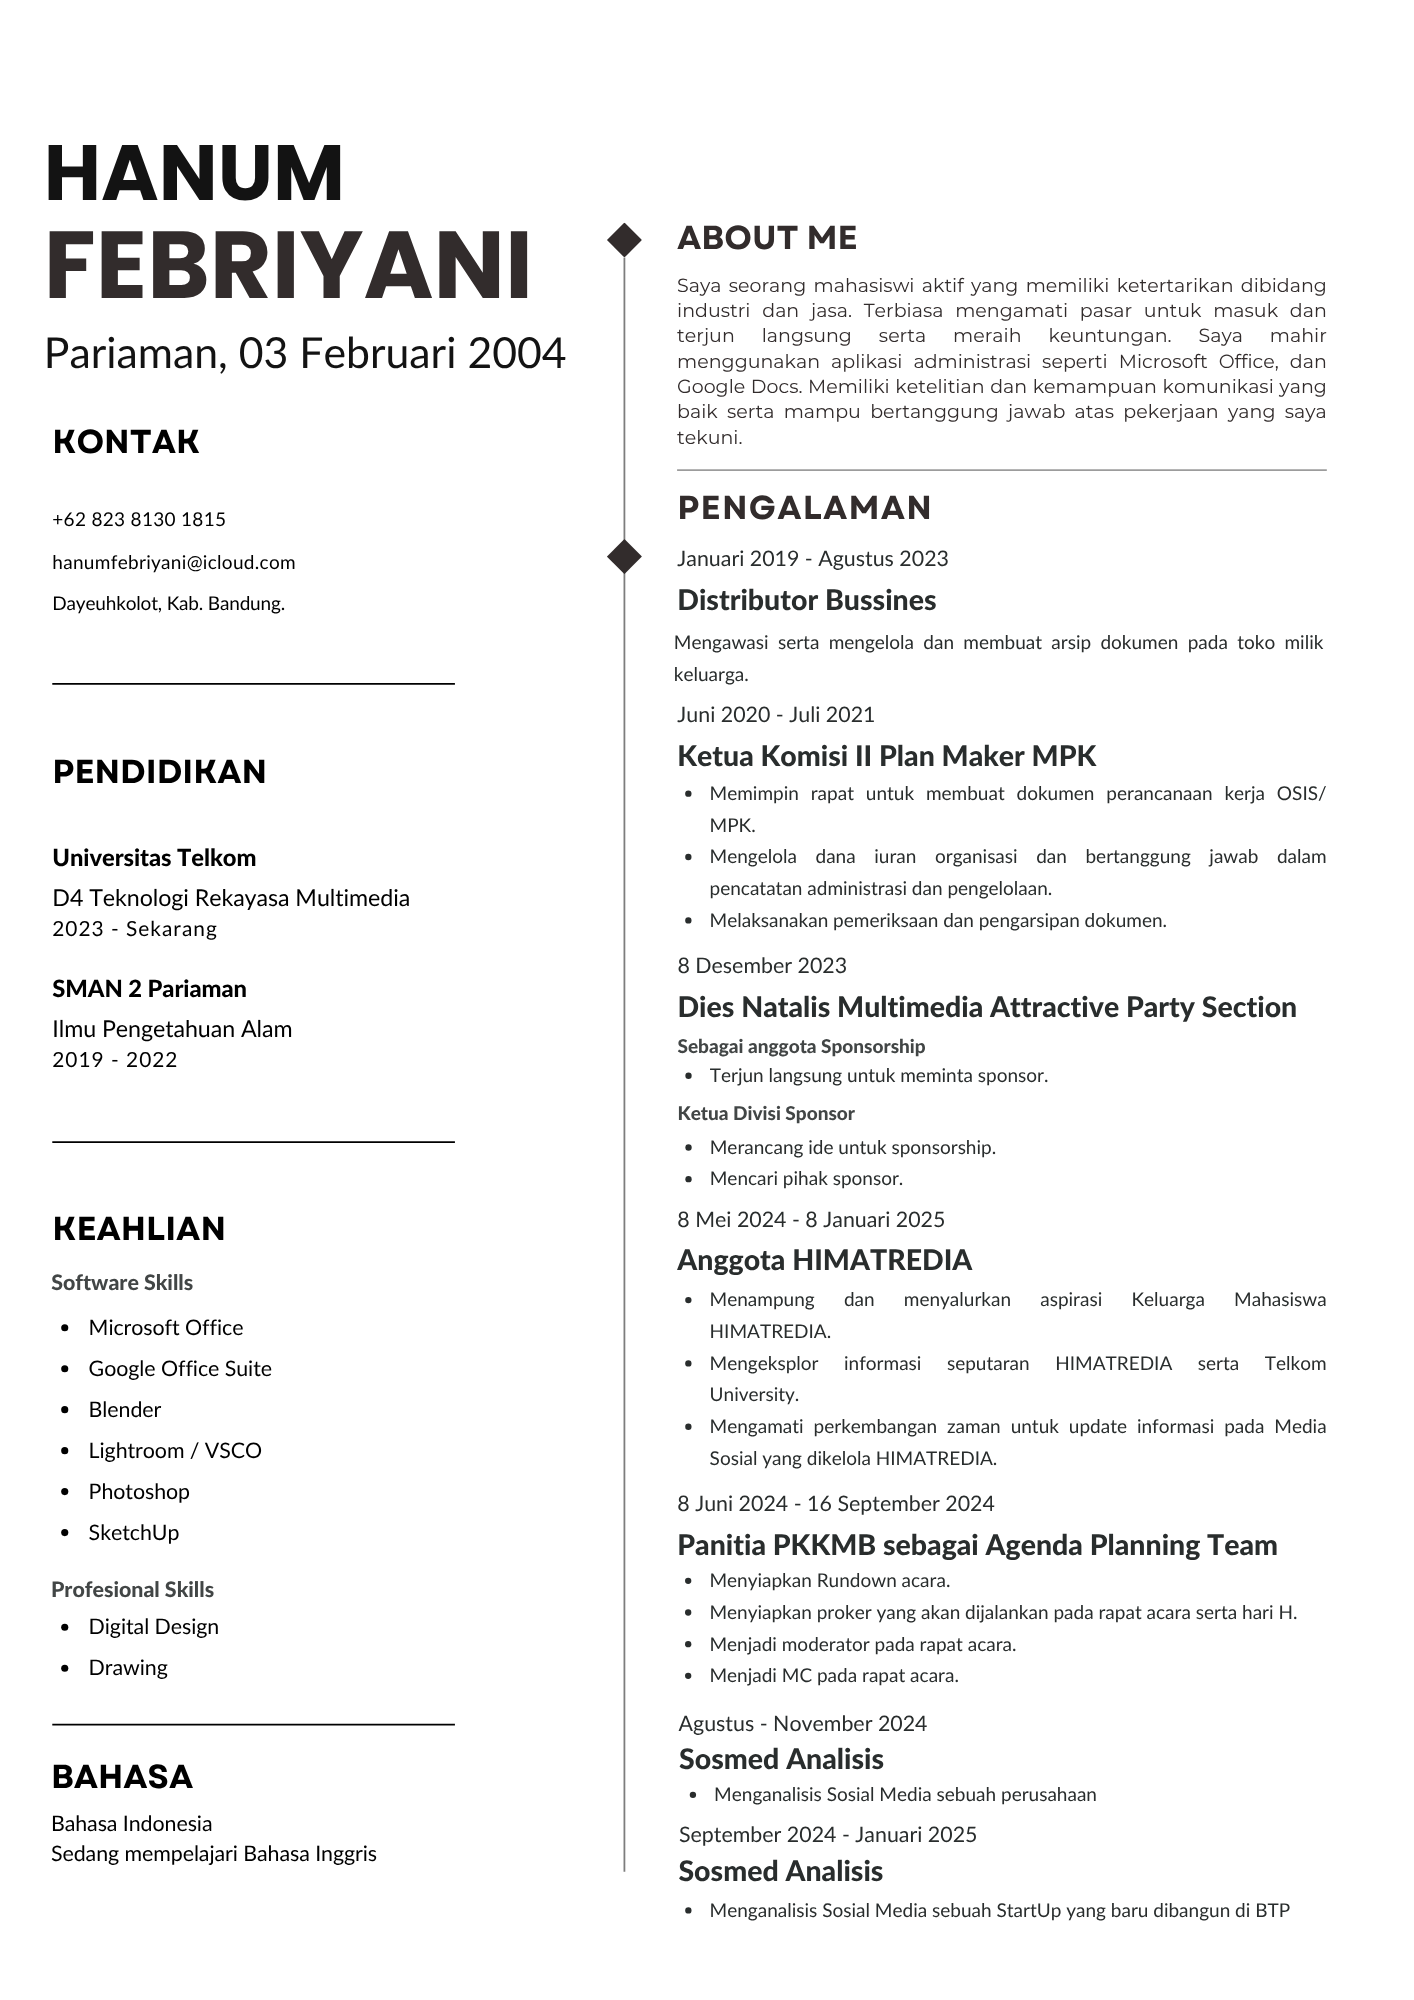 HANUM
FEBRIYANI
Pariaman, 03 Februari 2004
KONTAK
+62 823 8130 1815
hanumfebriyani@icloud.com
Dayeuhkolot, Kab. Bandung.
PENDIDIKAN
Universitas Telkom
D4 Teknologi Rekayasa Multimedia
2023 - Sekarang
SMAN 2 Pariaman
Ilmu Pengetahuan Alam
2019 - 2022
KEAHLIAN
Software Skills
• Microsoft Office
• Google Office Suite
• Blender
• Lightroom / VSCO
• Photoshop
• SketchUp
Profesional Skills
• Digital Design
• Drawing
BAHASA
Bahasa Indonesia
Sedang mempelajari Bahasa Inggris
ABOUT ME
Saya seorang mahasiswi aktif yang memiliki ketertarikan dibidang
industri dan jasa. Terbiasa mengamati pasar untuk masuk dan
terjun langsung serta meraih keuntungan. Saya mahir
menggunakan aplikasi administrasi seperti Microsoft Office, dan
Google Docs. Memiliki ketelitian dan kemampuan komunikasi yang
baik serta mampu bertanggung jawab atas pekerjaan yang saya
tekuni.
PENGALAMAN
Januari 2019 - Agustus 2023
Distributor Bussines
Mengawasi serta mengelola dan membuat arsip dokumen pada toko milik
keluarga.
Juni 2020 - Juli 2021
Ketua Komisi II Plan Maker MPK
• Memimpin rapat untuk membuat dokumen perancanaan kerja OSIS/
MPK.
• Mengelola dana iuran organisasi dan bertanggung jawab dalam
pencatatan administrasi dan pengelolaan.
• Melaksanakan pemeriksaan dan pengarsipan dokumen.
8 Desember 2023
Dies Natalis Multimedia Attractive Party Section
Sebagai anggota Sponsorship
• Terjun langsung untuk meminta sponsor.
Ketua Divisi Sponsor
• Merancang ide untuk sponsorship.
• Mencari pihak sponsor.
8 Mei 2024 - 8 Januari 2025
Anggota HIMATREDIA
• Menampung dan menyalurkan aspirasi Keluarga Mahasiswa
HIMATREDIA.
• Mengeksplor informasi seputaran HIMATREDIA serta Telkom
University.
• Mengamati perkembangan zaman untuk update informasi pada Media
Sosial yang dikelola HIMATREDIA.
8 Juni 2024 - 16 September 2024
Panitia PKKMB sebagai Agenda Planning Team
• Menyiapkan Rundown acara.
• Menyiapkan proker yang akan dijalankan pada rapat acara serta hari H.
• Menjadi moderator pada rapat acara.
• Menjadi MC pada rapat acara.
Agustus - November 2024
Sosmed Analisis
• Menganalisis Sosial Media sebuah perusahaan
September 2024 - Januari 2025
Sosmed Analisis
• Menganalisis Sosial Media sebuah StartUp yang baru dibangun di BTP